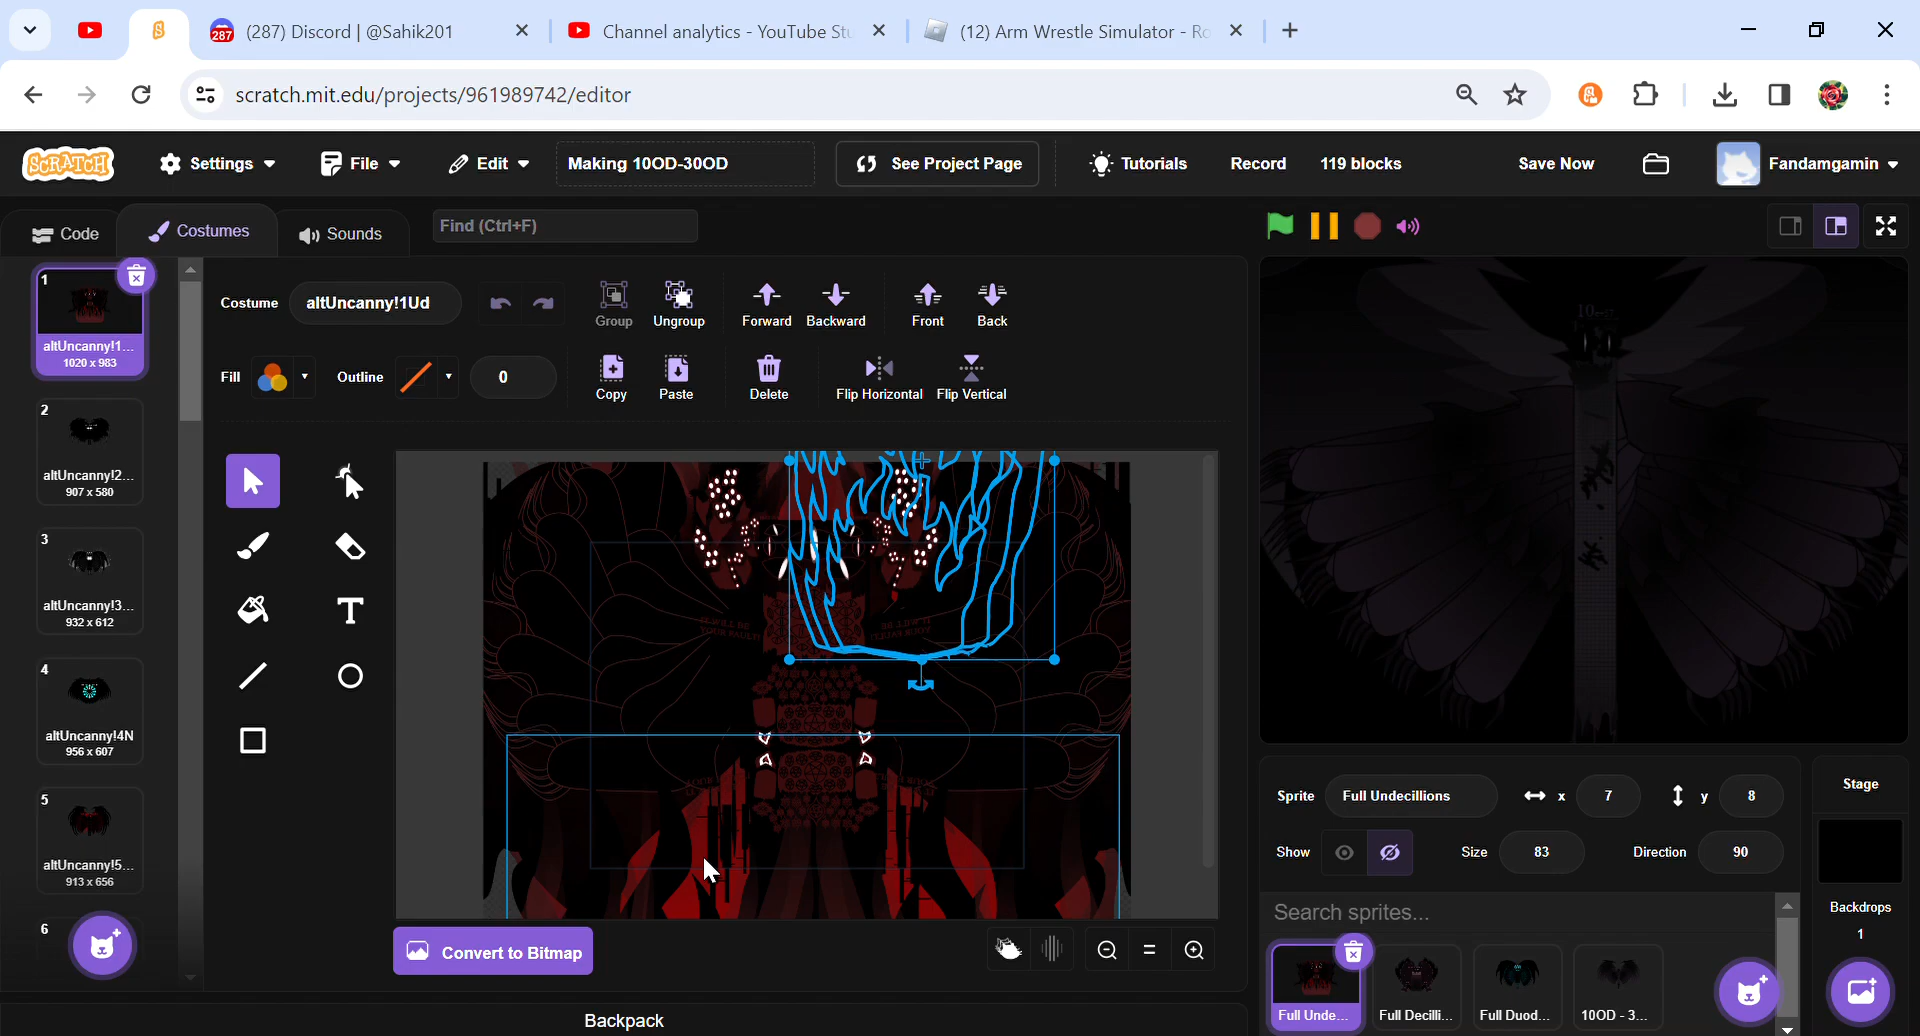 287
(287) Discord | @Sahik201
Channel analytics - YouTube Stu
(12) Arm Wrestle Simulator - Ro
scratch.mit.edu/projects/961989742/editor
SCRATCH
Settings
File
Edit
Making 10OD-30OD
See Project Page
Tutorials
Record
119 blocks
Save Now
Fandamgamin
Code
Costumes
Sounds
Find (Ctrl+F)
1
altUncanny!1...
1020 x 983
2
altUncanny!2...
907 x 580
3
altUncanny!3...
932 x 612
4
altUncanny!4N
956 x 607
5
altUncanny!5...
913 x 656
6
Costume
altUncanny!1Ud
Group
Ungroup
Forward
Backward
Front
Back
Fill
Outline
0
Copy
Paste
Delete
Flip Horizontal
Flip Vertical
T
Convert to Bitmap
Backpack
Sprite
Full Undecillions
x
7
y
8
Show
Size
83
Direction
90
Stage
Backdrops
1
Search sprites...
Full Unde...
Full Decilli...
Full Duod...
10OD - 3...